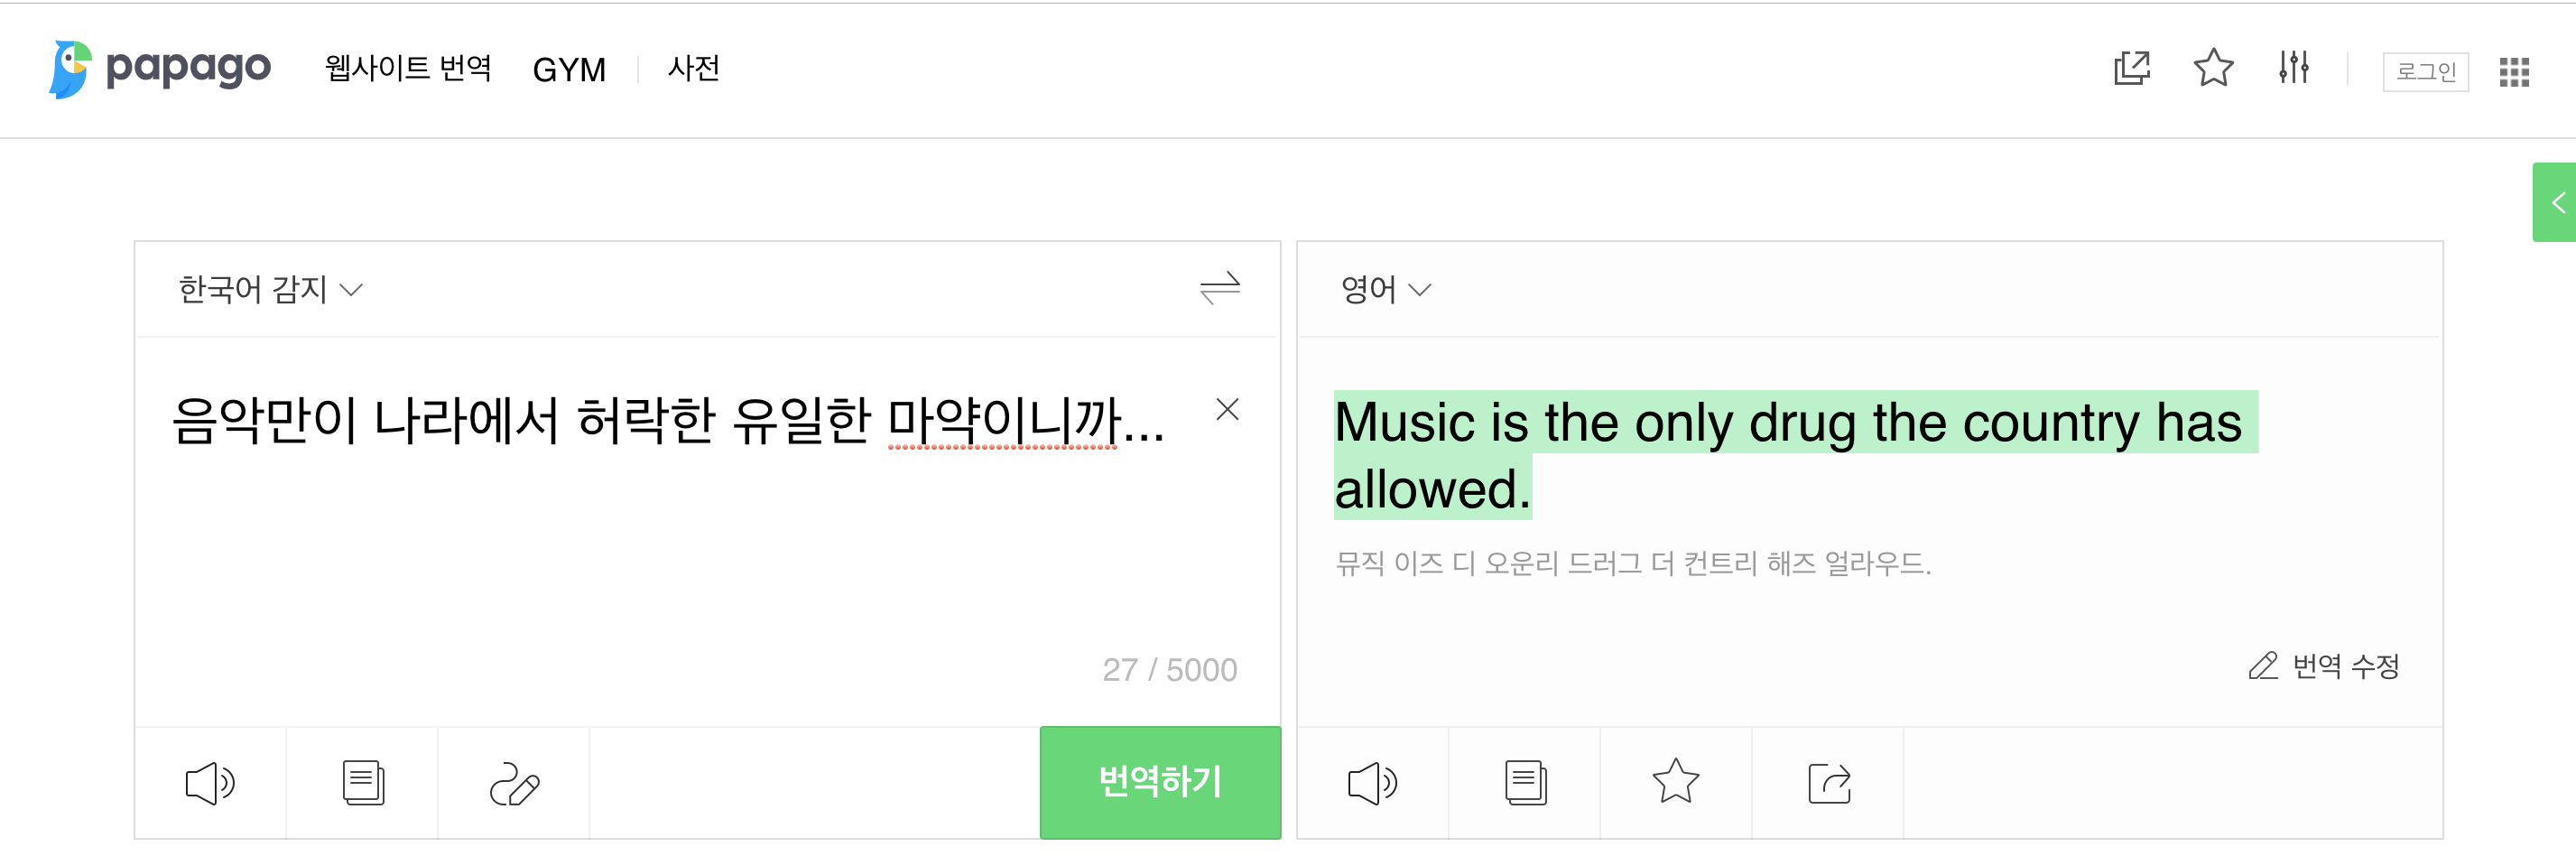 papago 웹사이트 번역 GYM 사전 로그인
한국어 감지
음악만이 나라에서 허락한 유일한 마약이니까...
27 / 5000
번역하기
영어
Music is the only drug the country has
allowed.
뮤직 이즈 디 오운리 드러그 더 컨트리 해즈 얼라우드.
번역 수정